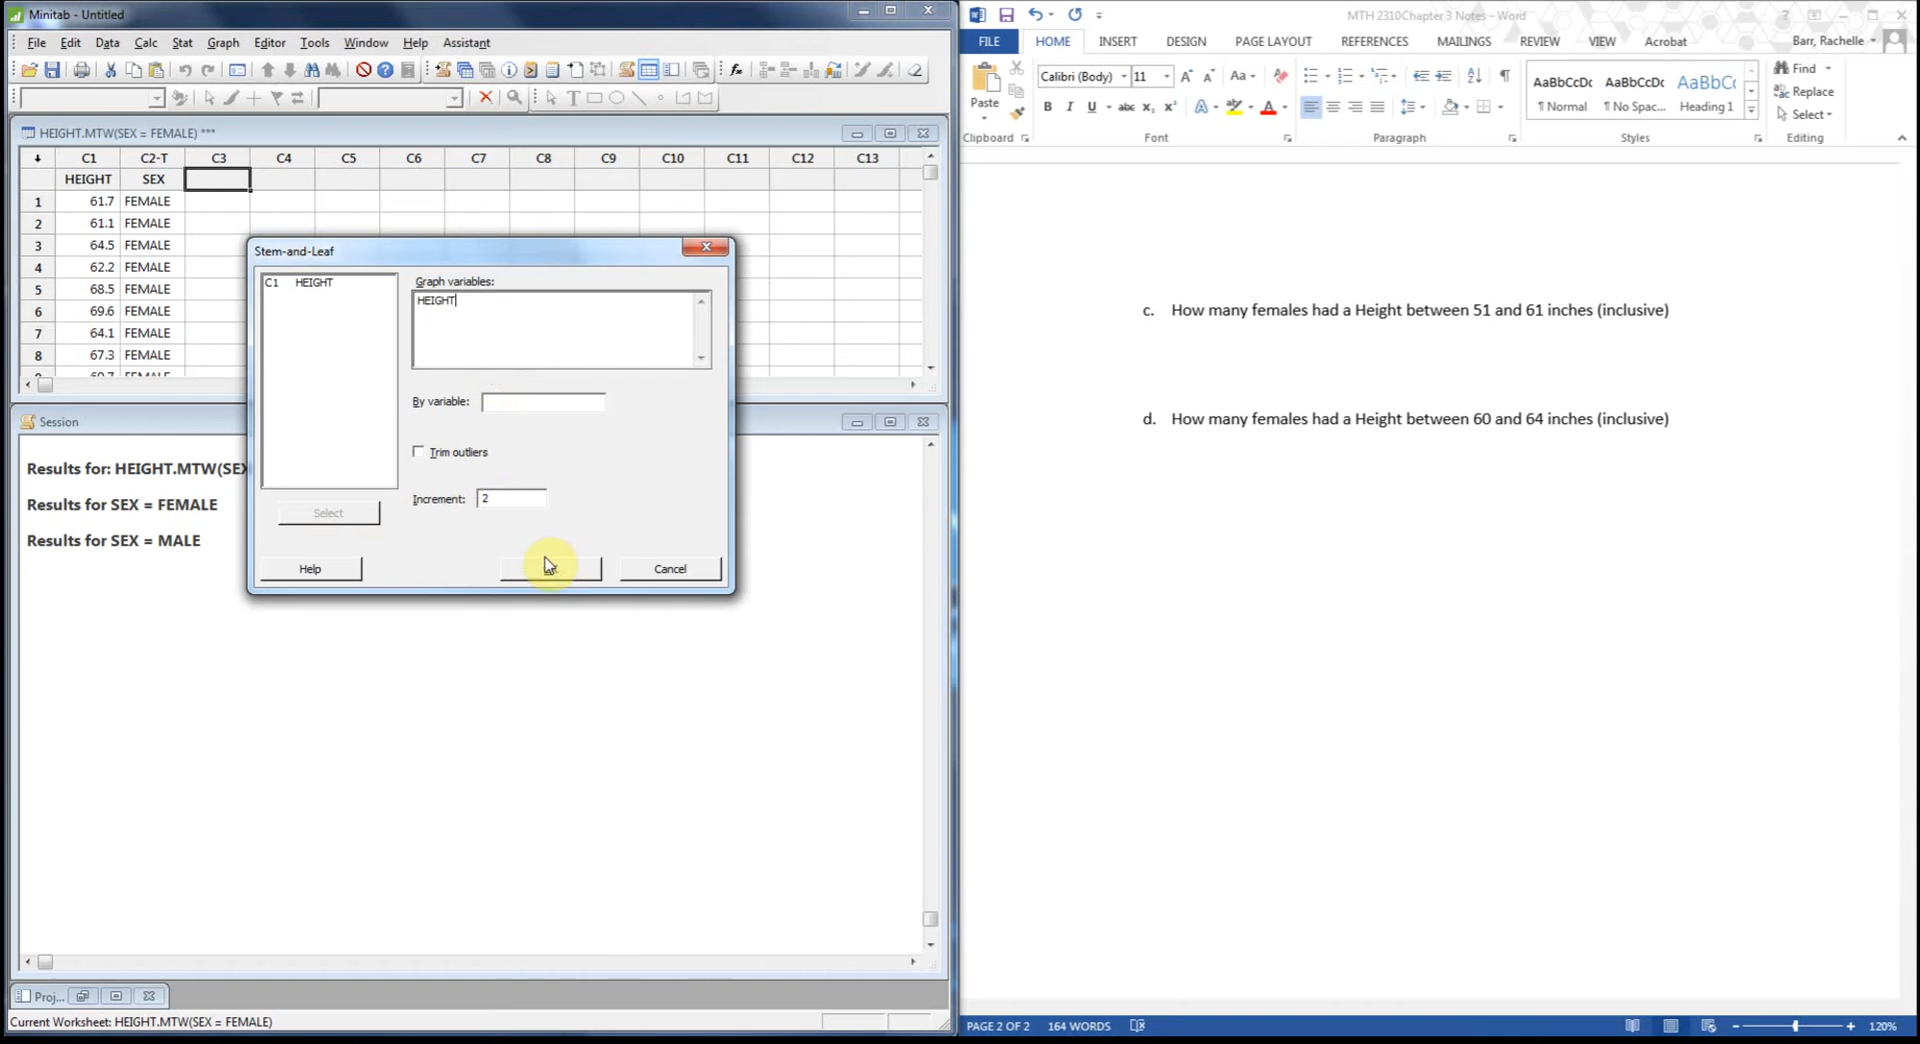 Minitab - Untitled
File Edit Data Calc Stat Graph Editor Tools Window Help Assistant
HEIGHT.MTW(SEX = FEMALE) ***
C1 C2-T C3 C4 C5 C6 C7 C8 C9 C10 C11 C12 C13
HEIGHT SEX
1 61.7 FEMALE
2 61.1 FEMALE
3 64.5 FEMALE
4 62.2 FEMALE
5 68.5 FEMALE
6 69.6 FEMALE
7 64.1 FEMALE
8 67.3 FEMALE
Stem-and-Leaf
C1 HEIGHT
Graph variables:
HEIGHT
By variable:
Trim outliers
Increment: 2
Select
Help
Cancel
Session
Results for: HEIGHT.MTW(SEX
Results for SEX = FEMALE
Results for SEX = MALE
Proj...
Current Worksheet: HEIGHT.MTW(SEX = FEMALE)
MTH 2310Chapter 3 Notes - Word
FILE HOME INSERT DESIGN PAGE LAYOUT REFERENCES MAILINGS REVIEW VIEW Acrobat Barr, Rachelle
Paste
Calibri (Body) 11
AaBbCcDc AaBbCcDc AaBbC
¶ Normal ¶ No Spac... Heading 1
Find
Replace
Select
Clipboard Font Paragraph Styles Editing
c. How many females had a Height between 51 and 61 inches (inclusive)
d. How many females had a Height between 60 and 64 inches (inclusive)
PAGE 2 OF 2 164 WORDS 120%